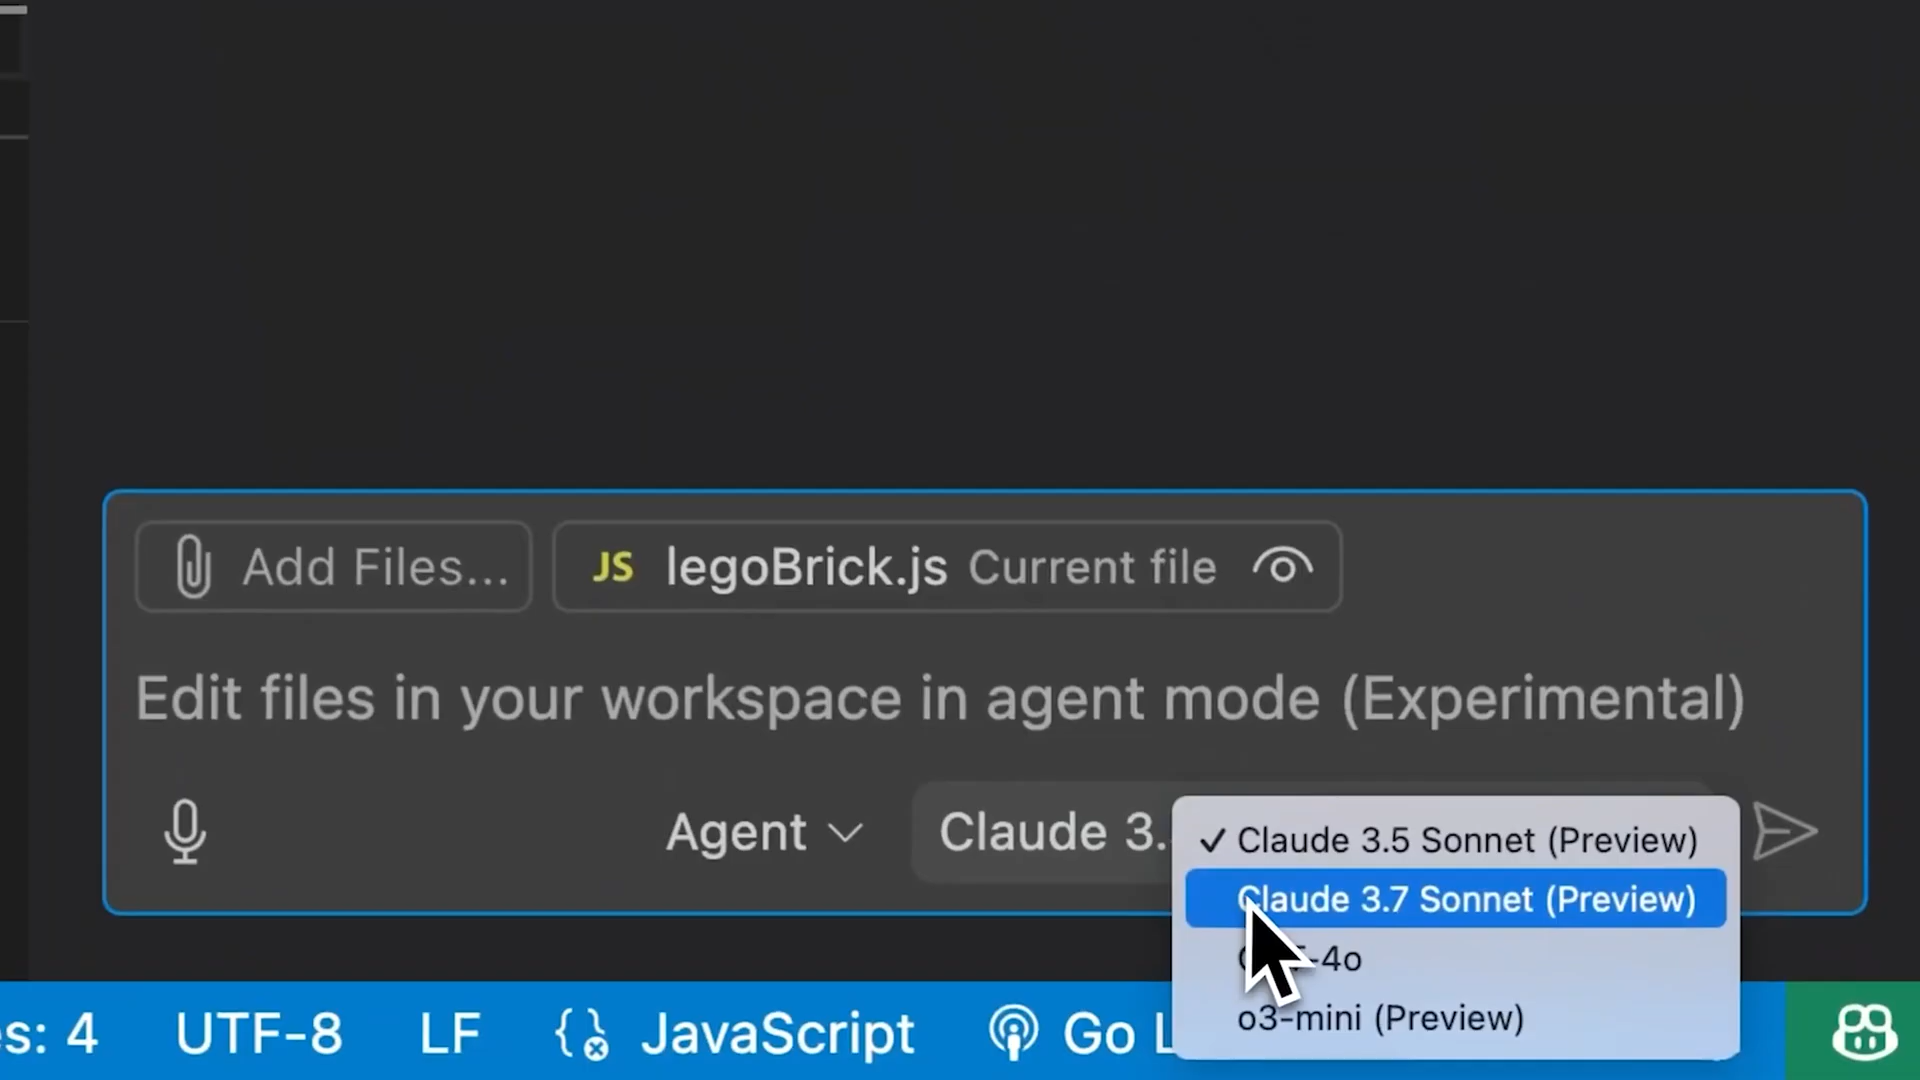 Add Files...
JS legoBrick.js Current file
Edit files in your workspace in agent mode (Experimental)
Agent
Claude 3.
✓ Claude 3.5 Sonnet (Preview)
Claude 3.7 Sonnet (Preview)
-4o
o3-mini (Preview)
es: 4 UTF-8 LF JavaScript Go L